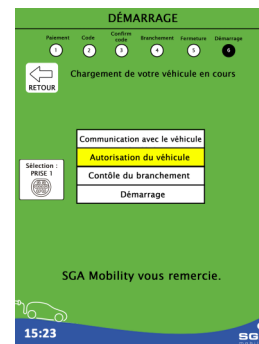 DÉMARRAGE
Paiement Code Confirm code Branchement Fermeture Démarrage
1 2 3 4 5 6
RETOUR
Chargement de votre véhicule en cours
Communication avec le véhicule
Autorisation du véhicule
Contôle du branchement
Démarrage
Sélection :
PRISE 1
SGA Mobility vous remercie.
15:23